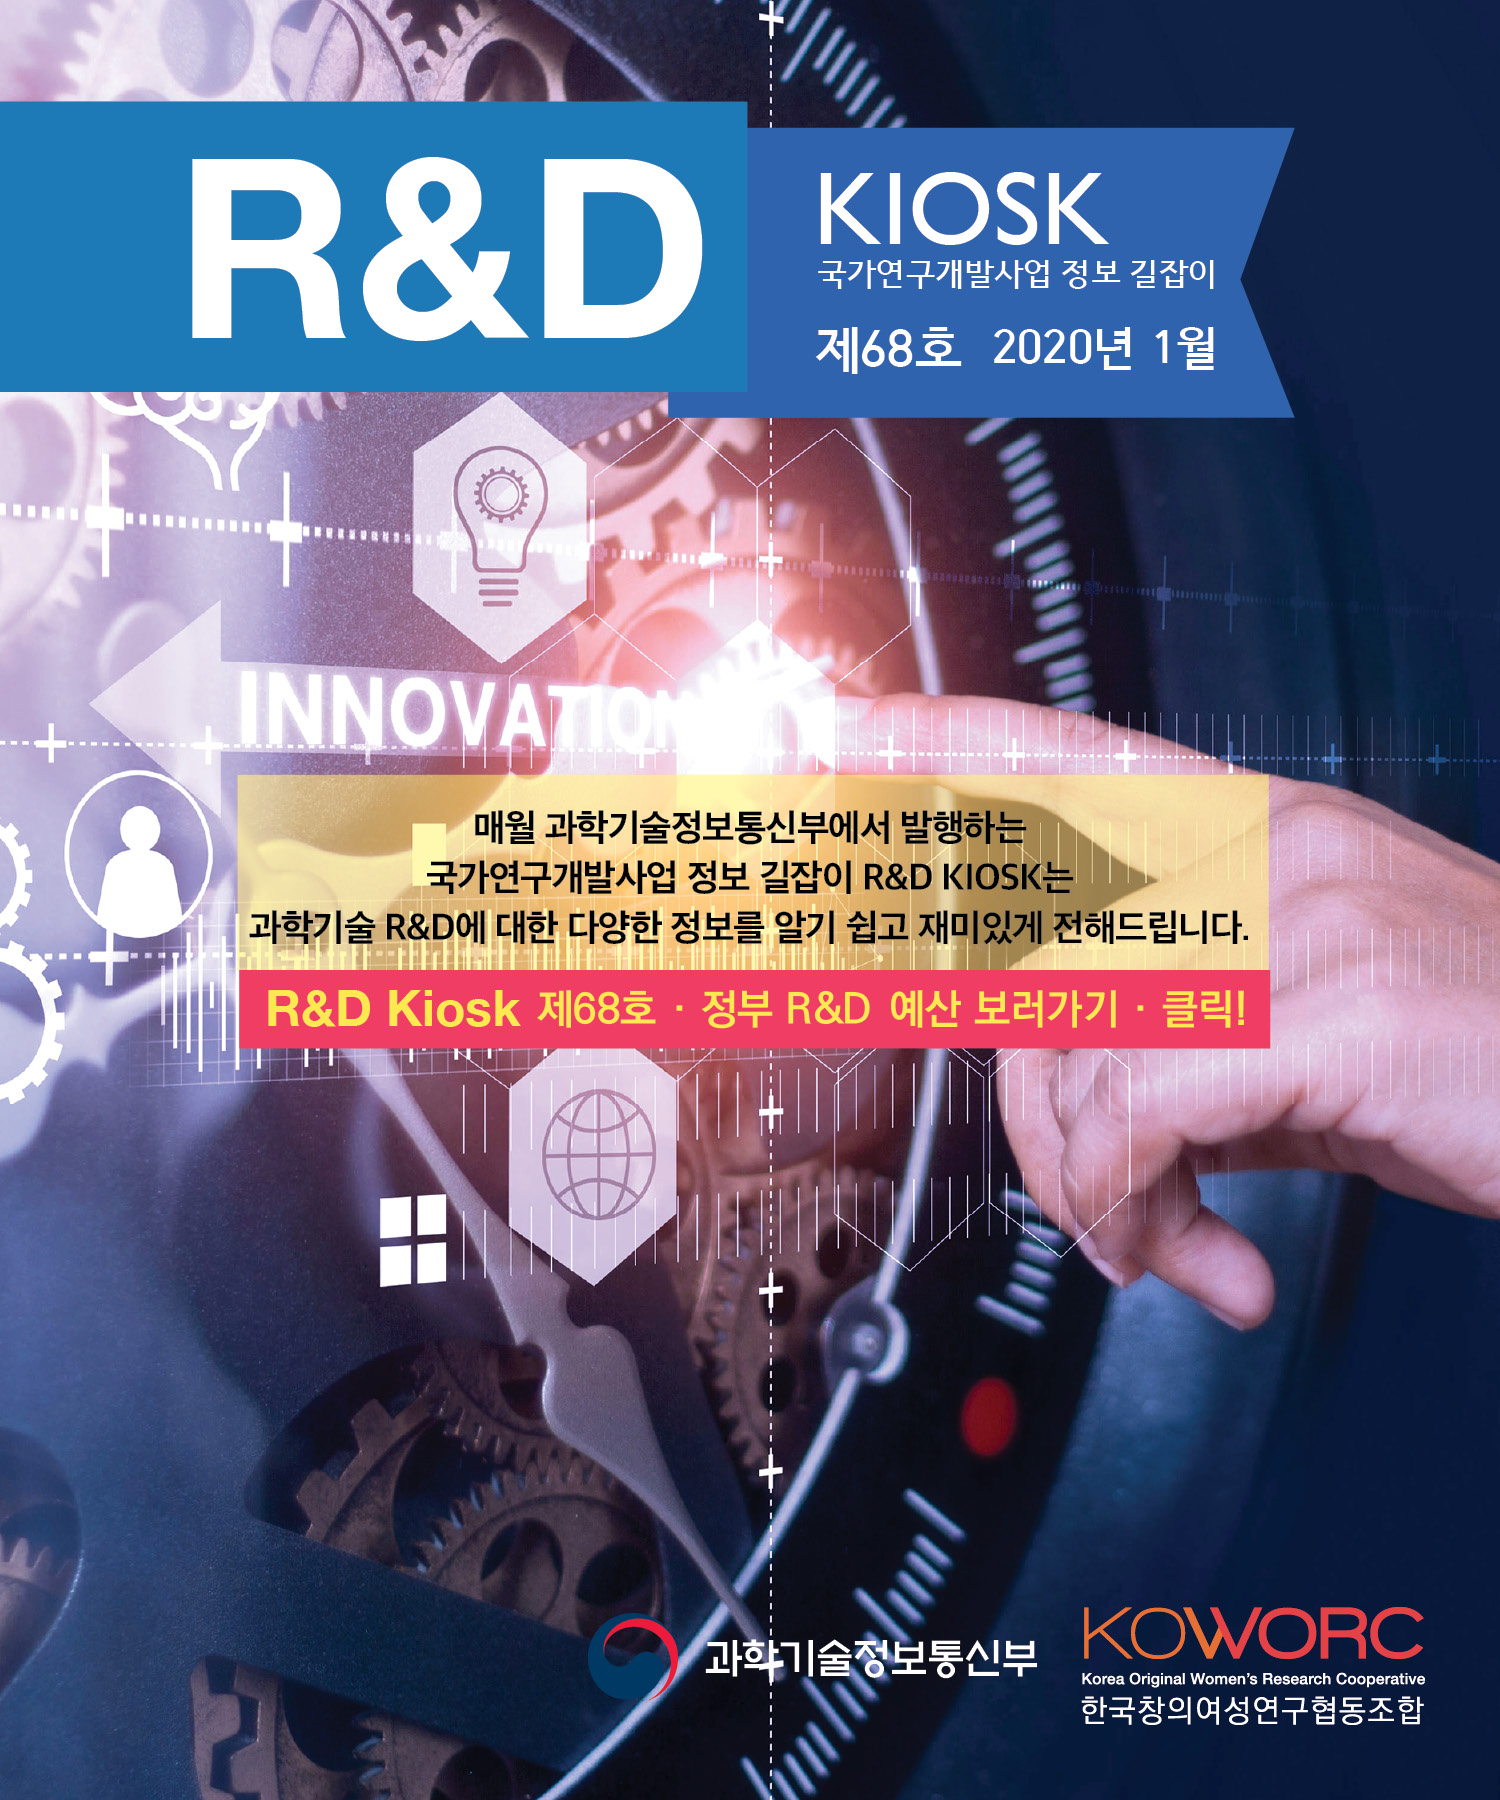 R&D
KIOSK
국가연구개발사업 정보 길잡이
제68호 2020년 1월
INNOVATION
매월 과학기술정보통신부에서 발행하는
국가연구개발사업 정보 길잡이 R&D KIOSK는
과학기술 R&D에 대한 다양한 정보를 알기 쉽고 재미있게 전해드립니다.
R&D Kiosk 제68호 · 정부 R&D 예산 보러가기 · 클릭!
과학기술정보통신부
KOWORC
Korea Original Women's Research Cooperative
한국창의여성연구협동조합